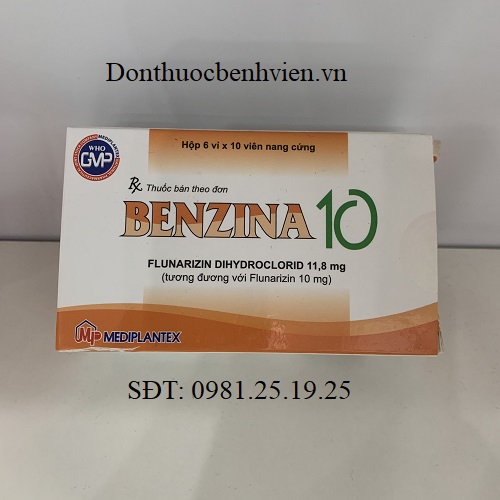 Donthuocbenhvien.vn
WHO
GMP
Hộp 6 vỉ x 10 viên nang cứng
Rx Thuốc bán theo đơn
BENZINA 10
FLUNARIZIN DIHYDROCLORID 11,8 mg
(tương đương với Flunarizin 10 mg)
MP MEDIPLANTEX
SĐT: 0981.25.19.25